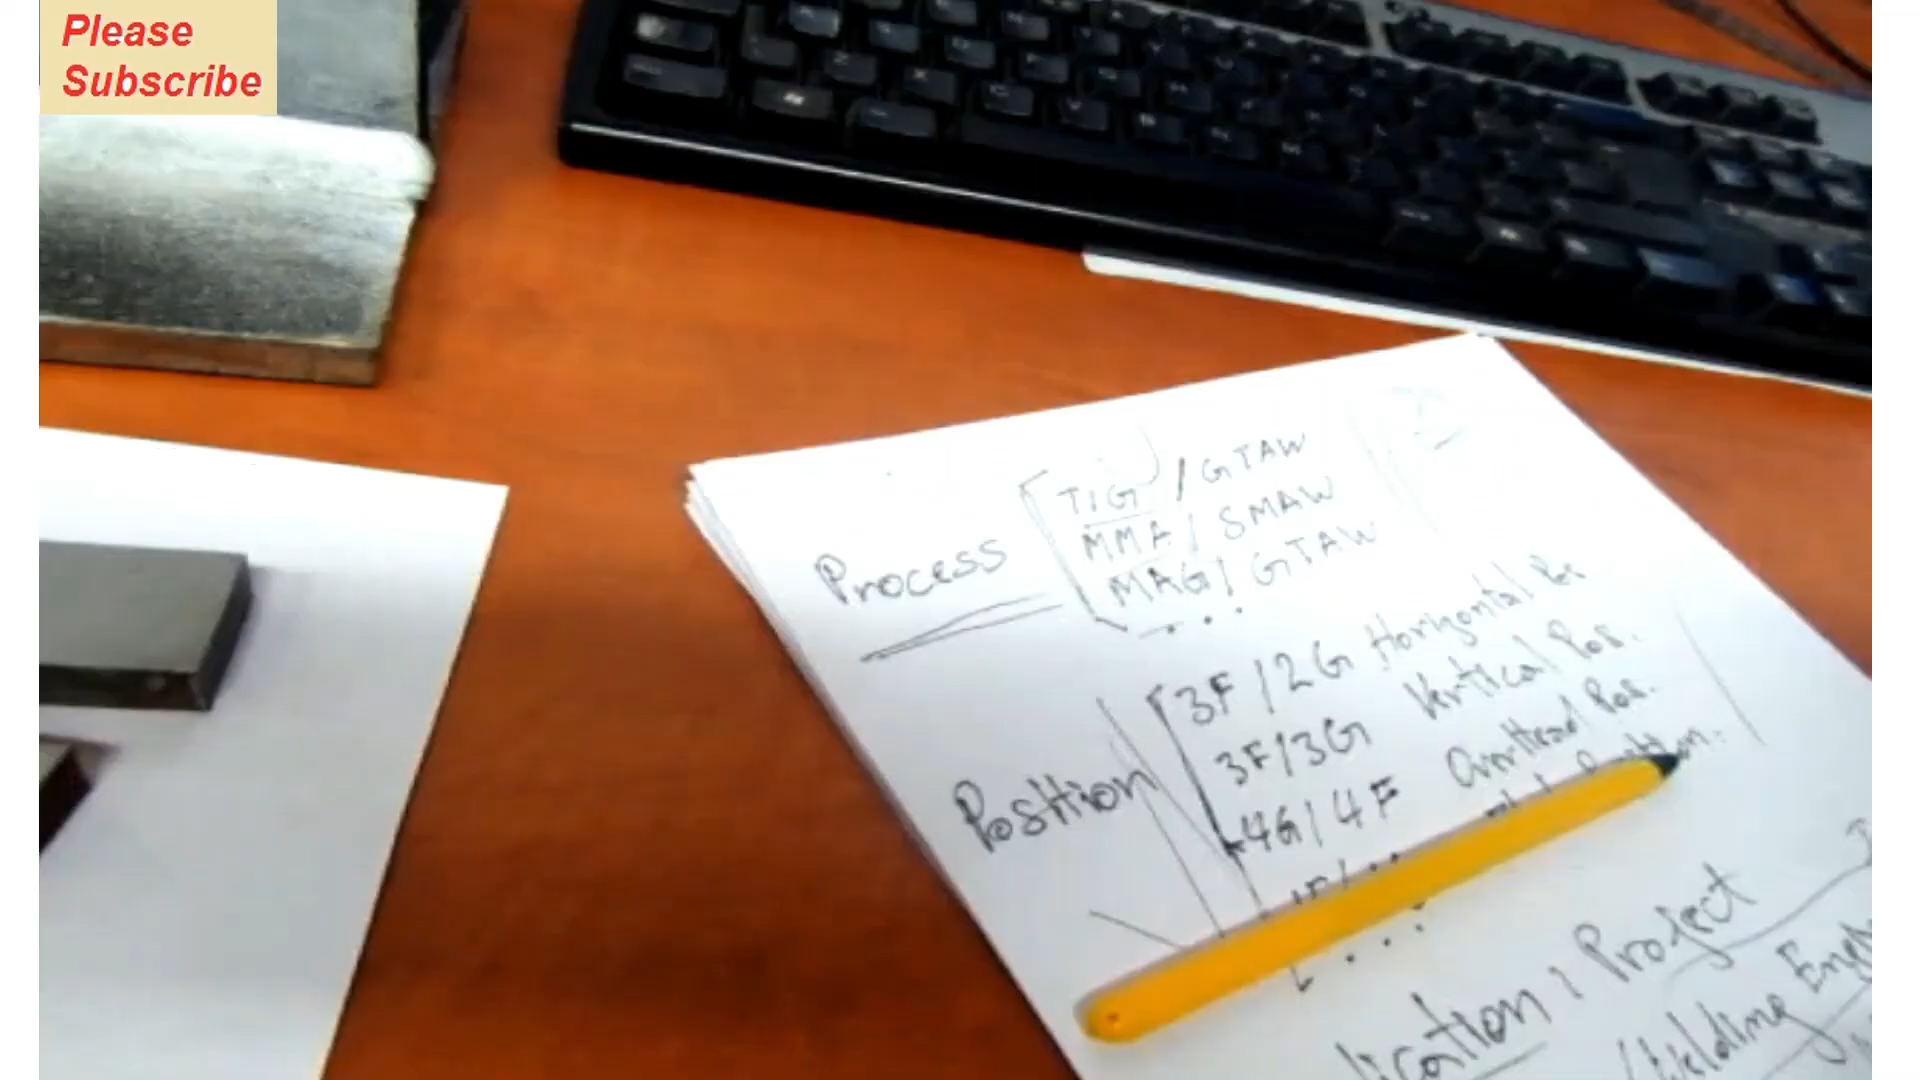 Please
Subscribe
Process
TIG / GTAW
MMA / SMAW
MAG / GTAW
...
Position
3F / 2G Horizontal Pos
3F / 3G Vertical Pos.
4G / 4F Overhead Pos.
...
: Project
Welding